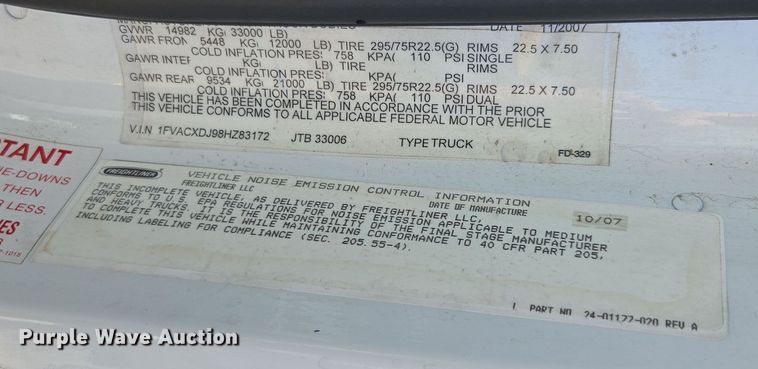 DATE 11/2007
GVWR 14982 KG( 33000 LB)
GAWR FRON 5448 KG( 12000 LB) TIRE 295/75R22.5(G) RIMS 22.5 X 7.50
COLD INFLATION PRES: 758 KPA( 110 PSI SINGLE
GAWR INTEF KG( LB) TIRE RIMS
COLD INFLATION PRES: KPA( PSI
GAWR REAR 9534 KG 21000 LB) TIRE 295/75R22.5(G) RIMS 22.5 X 7.50
COLD INFLATION PRES: 758 KPA( 110 PSI DUAL
THIS VEHICLE HAS BEEN COMPLETED IN ACCORDANCE WITH THE PRIOR
THIS VEHICLE CONFORMS TO ALL APPLICABLE FEDERAL MOTOR VEHICLE
V.I.N 1FVACXDJ98HZ83172 JTB 33006 TYPE TRUCK
FD-329
TANT
IE-DOWNS
THEN
R LESS.
IES
-1015
FREIGHTLINER
VEHICLE NOISE EMISSION CONTROL INFORMATION
FREIGHTLINER LLC DATE OF MANUFACTURE 10/07
THIS INCOMPLETE VEHICLE, AS DELIVERED BY FREIGHTLINER LLC,
CONFORMS TO U.S. EPA REGULATIONS FOR NOISE EMISSION APPLICABLE TO MEDIUM
AND HEAVY TRUCKS. IT IS THE RESPONSIBILITY OF THE FINAL STAGE MANUFACTURER
TO COMPLETE THIS VEHICLE WHILE MAINTAINING CONFORMANCE TO 40 CFR PART 205,
INCLUDING LABELING FOR COMPLIANCE (SEC. 205.55-4).
PART NO 24-01127-020 REV A
Purple Wave Auction